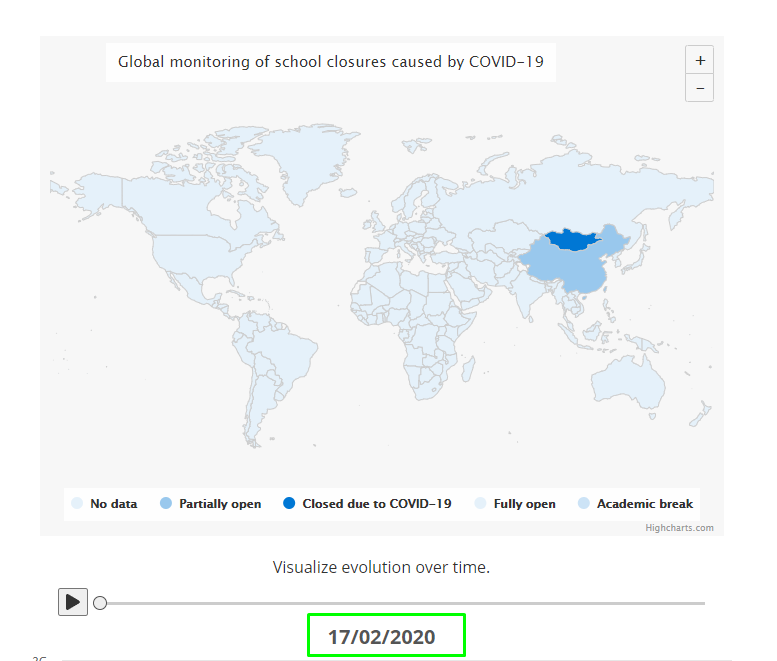 Global monitoring of school closures caused by COVID-19
+
−
No data Partially open Closed due to COVID-19 Fully open Academic break
Highcharts.com
Visualize evolution over time.
17/02/2020